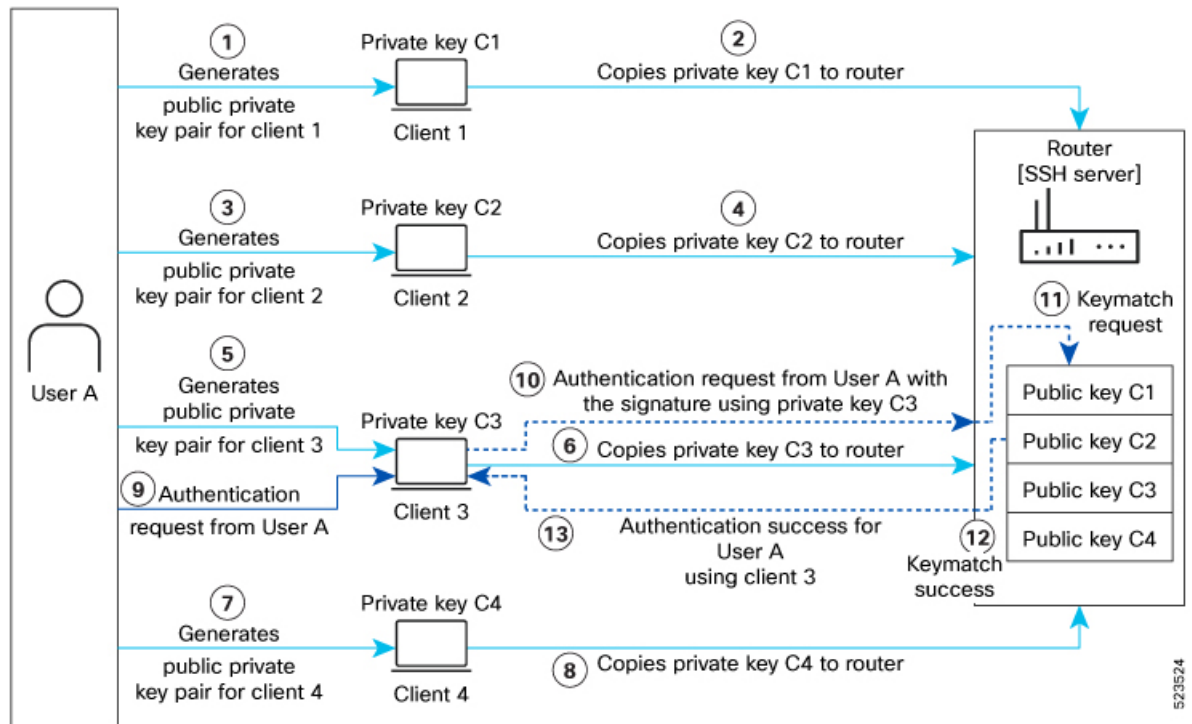 1
Generates
public private
key pair for client 1
Private key C1
Client 1
2
Copies private key C1 to router
Router
[SSH server]
3
Generates
public private
key pair for client 2
Private key C2
Client 2
4
Copies private key C2 to router
User A
5
Generates
public private
key pair for client 3
Private key C3
Client 3
6 Copies private key C3 to router
9 Authentication
request from User A
10 Authentication request from User A with
the signature using private key C3
11 Keymatch
request
Public key C1
Public key C2
Public key C3
Public key C4
12
Keymatch
success
13
Authentication success for
User A
using client 3
7
Generates
public private
key pair for client 4
Private key C4
Client 4
8 Copies private key C4 to router
523524